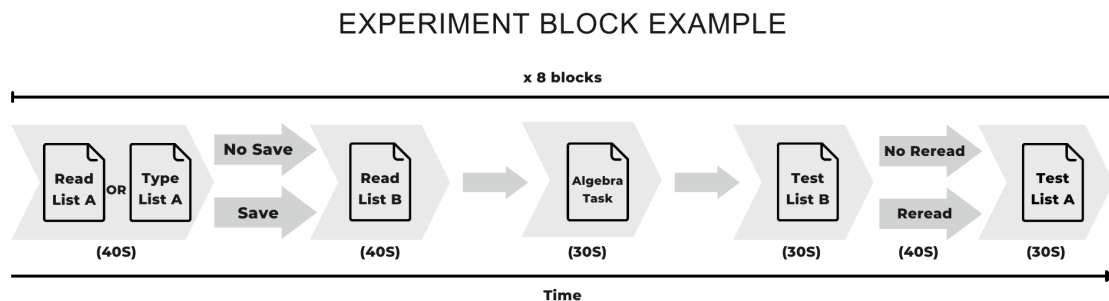 EXPERIMENT BLOCK EXAMPLE
x 8 blocks
Read
List A
OR
Type
List A
No Save
Save
Read
List B
Algebra
Task
Test
List B
No Reread
Reread
Test
List A
(40S)
(40S)
(30S)
(30S)
(40S)
(30S)
Time